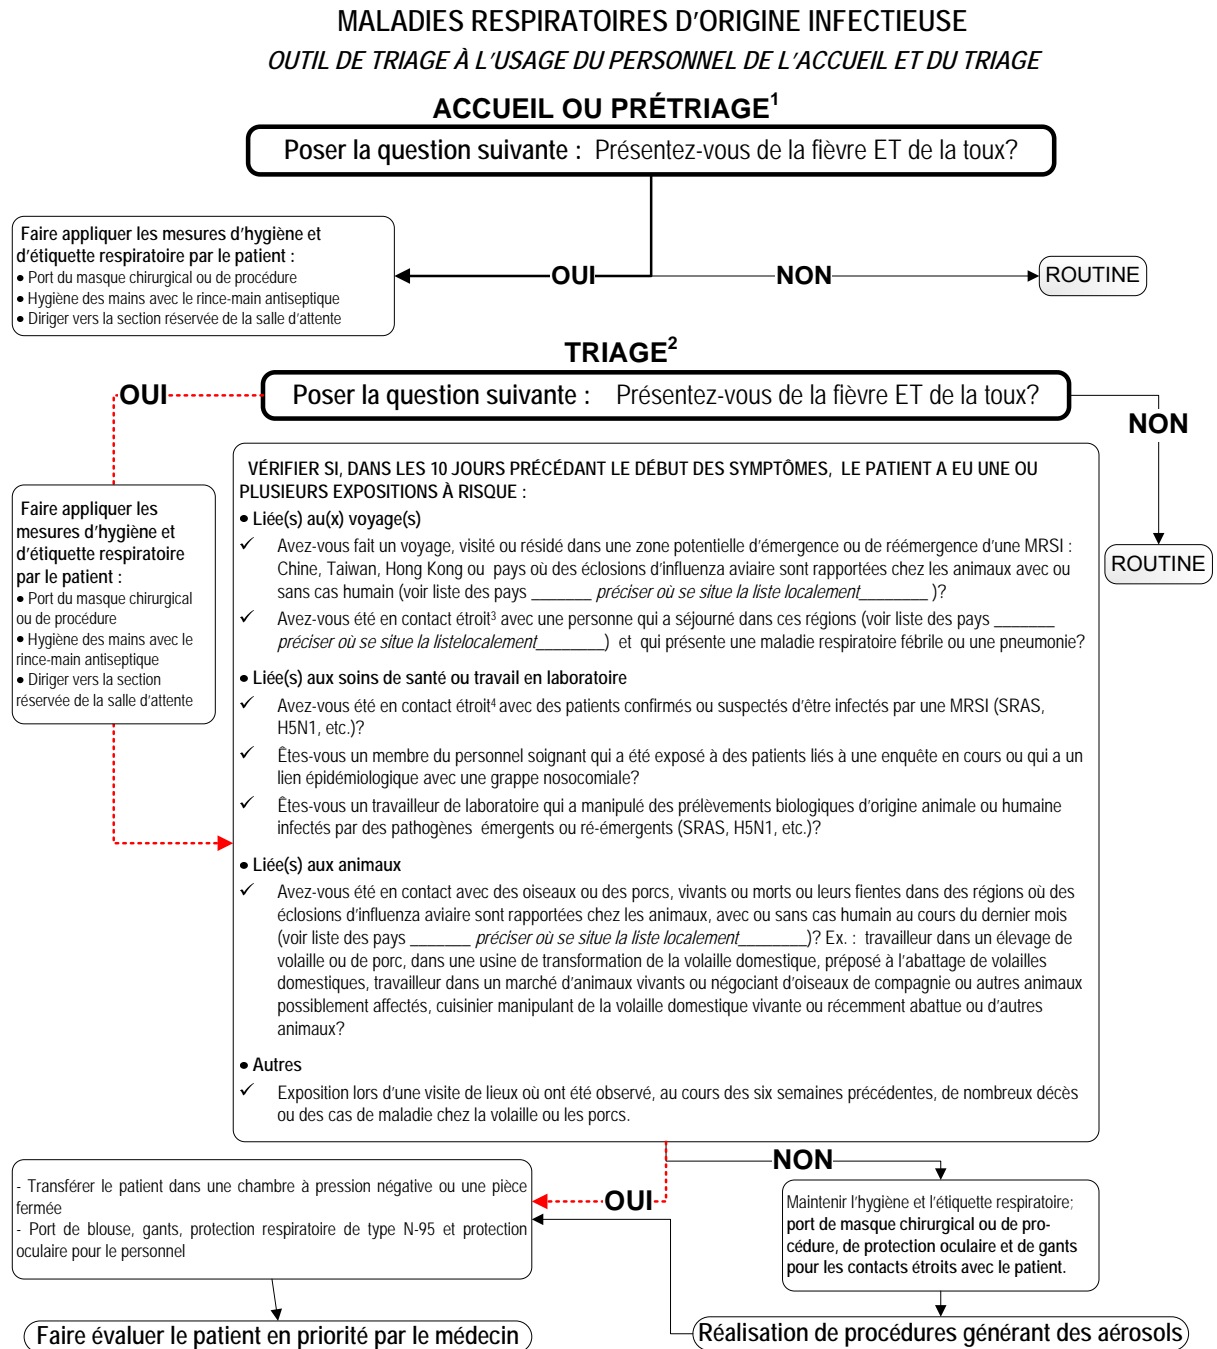 MALADIES RESPIRATOIRES D'ORIGINE INFECTIEUSE
OUTIL DE TRIAGE À L'USAGE DU PERSONNEL DE L'ACCUEIL ET DU TRIAGE
ACCUEIL OU PRÉTRIAGE1
Poser la question suivante : Présentez-vous de la fièvre ET de la toux?
Faire appliquer les mesures d'hygiène et
d'étiquette respiratoire par le patient :
• Port du masque chirurgical ou de procédure
• Hygiène des mains avec le rince-main antiseptique
• Diriger vers la section réservée de la salle d'attente
OUI
NON
ROUTINE
TRIAGE2
OUI
Poser la question suivante : Présentez-vous de la fièvre ET de la toux?
NON
ROUTINE
Faire appliquer les
mesures d'hygiène et
d'étiquette respiratoire
par le patient :
• Port du masque chirurgical
ou de procédure
• Hygiène des mains avec le
rince-main antiseptique
• Diriger vers la section
réservée de la salle d'attente
VÉRIFIER SI, DANS LES 10 JOURS PRÉCÉDANT LE DÉBUT DES SYMPTÔMES, LE PATIENT A EU UNE OU
PLUSIEURS EXPOSITIONS À RISQUE :
• Liée(s) au(x) voyage(s)
✓ Avez-vous fait un voyage, visité ou résidé dans une zone potentielle d'émergence ou de réémergence d'une MRSI :
Chine, Taiwan, Hong Kong ou pays où des éclosions d'influenza aviaire sont rapportées chez les animaux avec ou
sans cas humain (voir liste des pays _______ préciser où se situe la liste localement________ )?
✓ Avez-vous été en contact étroit3 avec une personne qui a séjourné dans ces régions (voir liste des pays _______
préciser où se situe la listelocalement________) et qui présente une maladie respiratoire fébrile ou une pneumonie?
• Liée(s) aux soins de santé ou travail en laboratoire
✓ Avez-vous été en contact étroit4 avec des patients confirmés ou suspectés d'être infectés par une MRSI (SRAS,
H5N1, etc.)?
✓ Êtes-vous un membre du personnel soignant qui a été exposé à des patients liés à une enquête en cours ou qui a un
lien épidémiologique avec une grappe nosocomiale?
✓ Êtes-vous un travailleur de laboratoire qui a manipulé des prélèvements biologiques d'origine animale ou humaine
infectés par des pathogènes émergents ou ré-émergents (SRAS, H5N1, etc.)?
• Liée(s) aux animaux
✓ Avez-vous été en contact avec des oiseaux ou des porcs, vivants ou morts ou leurs fientes dans des régions où des
éclosions d'influenza aviaire sont rapportées chez les animaux, avec ou sans cas humain au cours du dernier mois
(voir liste des pays _______ préciser où se situe la liste localement________)? Ex. : travailleur dans un élevage de
volaille ou de porc, dans une usine de transformation de la volaille domestique, préposé à l'abattage de volailles
domestiques, travailleur dans un marché d'animaux vivants ou négociant d'oiseaux de compagnie ou autres animaux
possiblement affectés, cuisinier manipulant de la volaille domestique vivante ou récemment abattue ou d'autres
animaux?
• Autres
✓ Exposition lors d'une visite de lieux où ont été observé, au cours des six semaines précédentes, de nombreux décès
ou des cas de maladie chez la volaille ou les porcs.
NON
OUI
- Transférer le patient dans une chambre à pression négative ou une pièce
fermée
- Port de blouse, gants, protection respiratoire de type N-95 et protection
oculaire pour le personnel
Maintenir l'hygiène et l'étiquette respiratoire;
port de masque chirurgical ou de pro-
cédure, de protection oculaire et de gants
pour les contacts étroits avec le patient.
Faire évaluer le patient en priorité par le médecin
Réalisation de procédures générant des aérosols